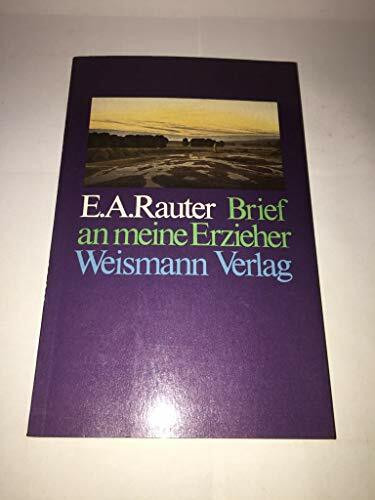 E.A.Rauter Brief
an meine Erzieher
Weismann Verlag